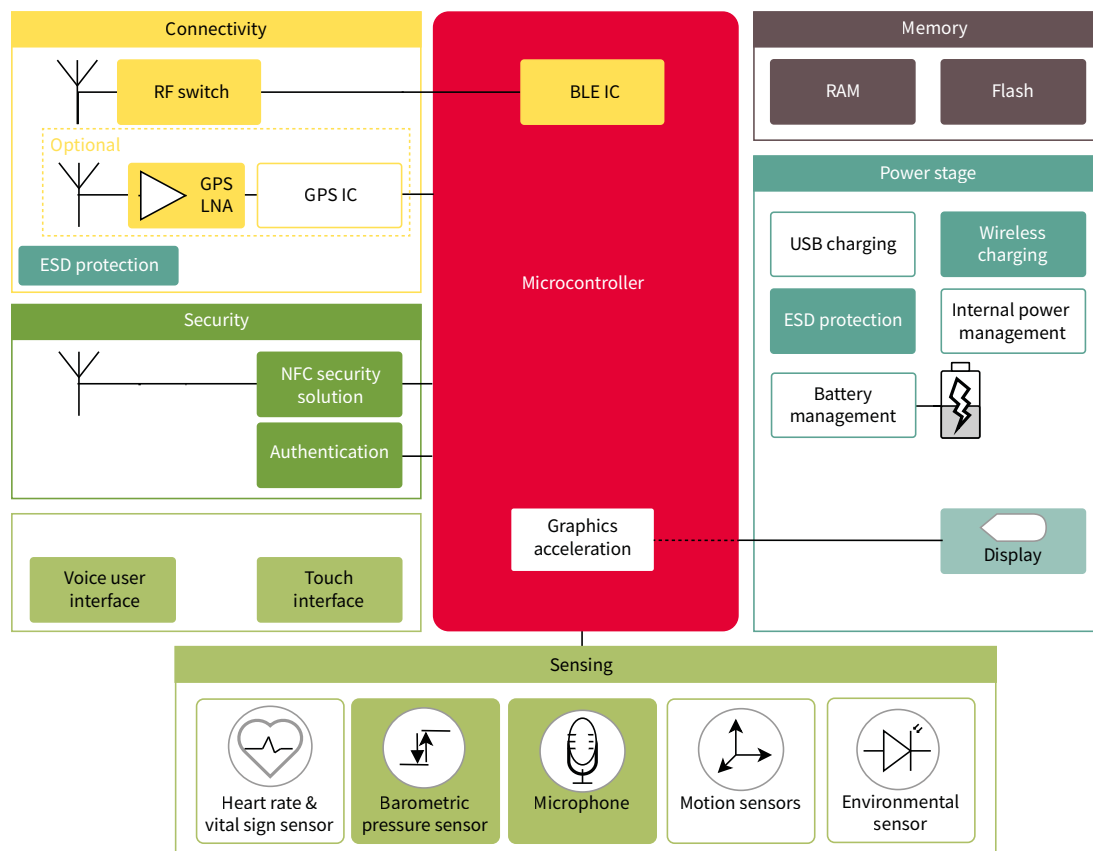 Connectivity
RF switch
Optional
GPS
LNA
GPS IC
ESD protection
Security
NFC security
solution
Authentication
Voice user
interface
Touch
interface
BLE IC
Microcontroller
Graphics
acceleration
Memory
RAM
Flash
Power stage
USB charging
Wireless
charging
ESD protection
Internal power
management
Battery
management
Display
Sensing
Heart rate &
vital sign sensor
Barometric
pressure sensor
Microphone
Motion sensors
Environmental
sensor